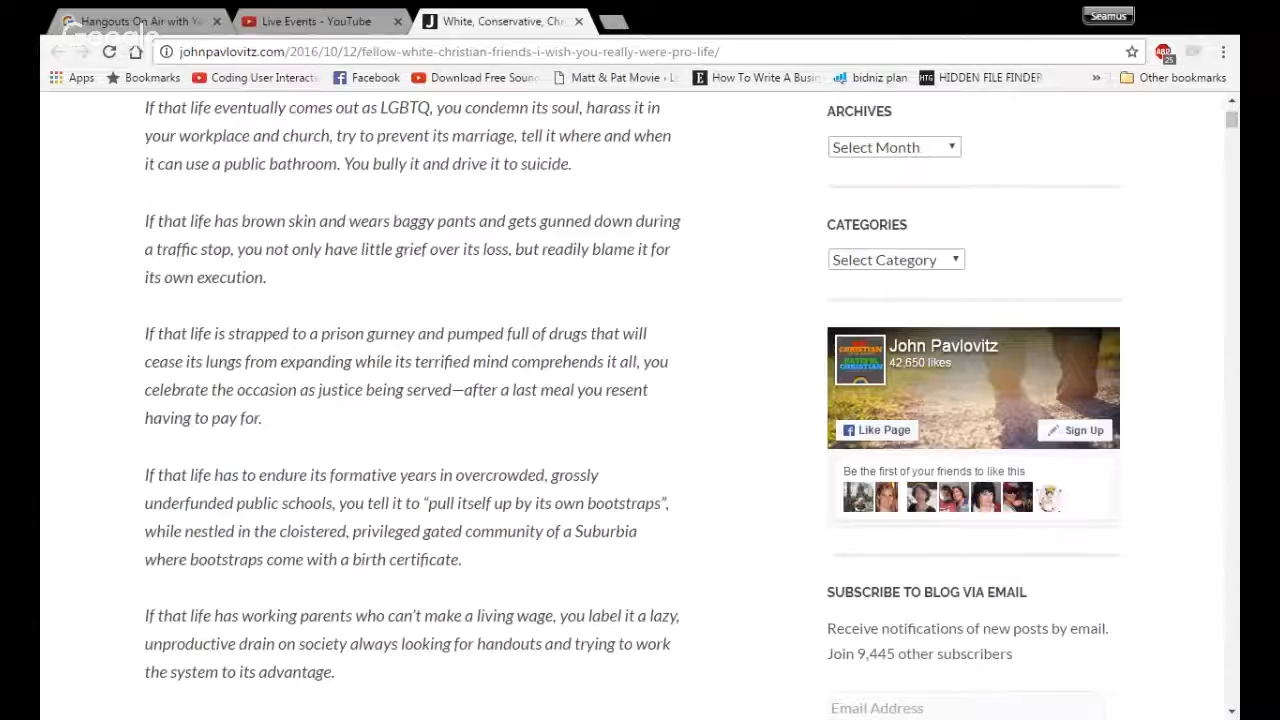 Hangouts On Air with Ya
Live Events - YouTube
White, Conservative, Chr
Seamus
Google
johnpavlovitz.com/2016/10/12/fellow-white-christian-friends-i-wish-you-really-were-pro-life/
25
Apps
Bookmarks
Coding User Interact
Facebook
Download Free Soun
Matt & Pat Movie
How To Write A Busin
bidniz plan
HTG
HIDDEN FILE FINDER
»
Other bookmarks
If that life eventually comes out as LGBTQ, you condemn its soul, harass it in
your workplace and church, try to prevent its marriage, tell it where and when
it can use a public bathroom. You bully it and drive it to suicide.
If that life has brown skin and wears baggy pants and gets gunned down during
a traffic stop, you not only have little grief over its loss, but readily blame it for
its own execution.
If that life is strapped to a prison gurney and pumped full of drugs that will
cease its lungs from expanding while its terrified mind comprehends it all, you
celebrate the occasion as justice being served—after a last meal you resent
having to pay for.
If that life has to endure its formative years in overcrowded, grossly
underfunded public schools, you tell it to “pull itself up by its own bootstraps”,
while nestled in the cloistered, privileged gated community of a Suburbia
where bootstraps come with a birth certificate.
If that life has working parents who can’t make a living wage, you label it a lazy,
unproductive drain on society always looking for handouts and trying to work
the system to its advantage.
ARCHIVES
Select Month
CATEGORIES
Select Category
John Pavlovitz
42,650 likes
Like Page
Sign Up
Be the first of your friends to like this
SUBSCRIBE TO BLOG VIA EMAIL
Receive notifications of new posts by email.
Join 9,445 other subscribers
Email Address